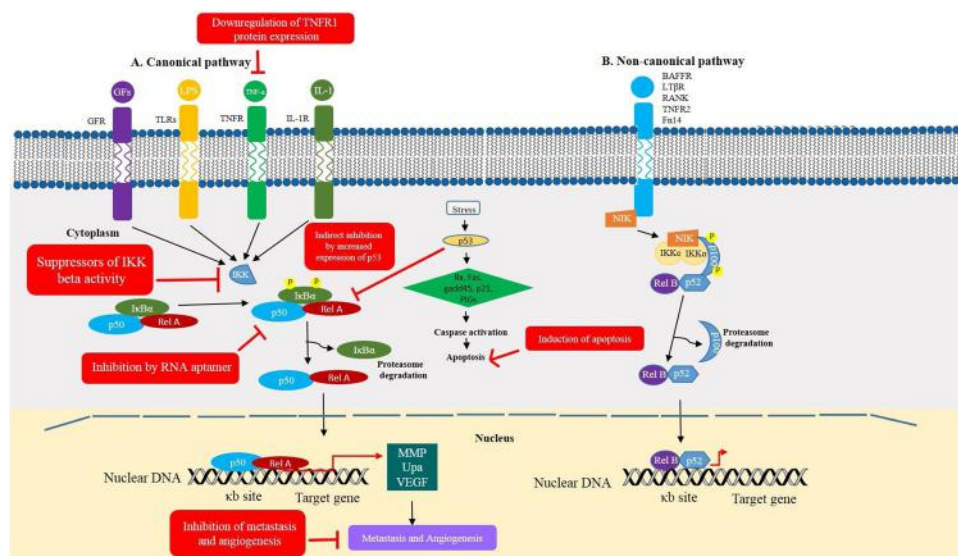 Downregulation of TNFR1
protein expression
A. Canonical pathway
B. Non-canonical pathway
GFs
LPS
TNF-α
IL-1
BAFFR
LTβR
RANK
TNFR2
Fn14
GFR
TLRs
TNFR
IL-1R
Cytoplasm
Stress
NIK
Indirect inhibition
by increased
expression of p53
p53
Suppressors of IKK
beta activity
IKK
NIK
IKKα
IKKα
P
P
p100
Rel B
p52
P
P
IκBα
p50
Rel A
IκBα
p50
Rel A
Bx, Fas,
gadd45, p21,
PIGs
Caspase activation
Apoptosis
Induction of apoptosis
Proteasome
degradation
p100
Inhibition by RNA
aptamer
IκBα
Proteasome
degradation
p50
Rel A
Rel B
p52
Nucleus
p50
Rel A
MMP
Upa
VEGF
Nuclear DNA
κb site
Target gene
Rel B
p52
Nuclear DNA
κb site
Target gene
Inhibition of metastasis
and angiogenesis
Metastasis and Angiogenesis